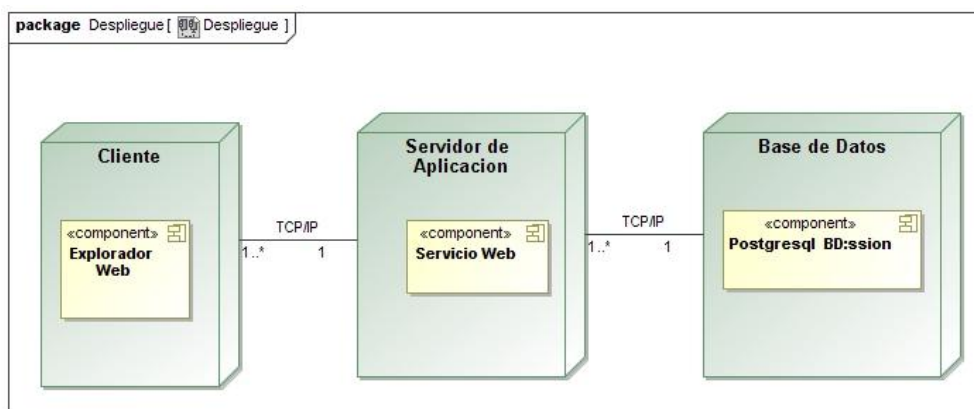 package Despliegue [ Despliegue ]
Cliente
«component»
Explorador
Web
TCP/IP
1..* 1
Servidor de
Aplicacion
«component»
Servicio Web
TCP/IP
1..* 1
Base de Datos
«component»
Postgresql BD:ssion